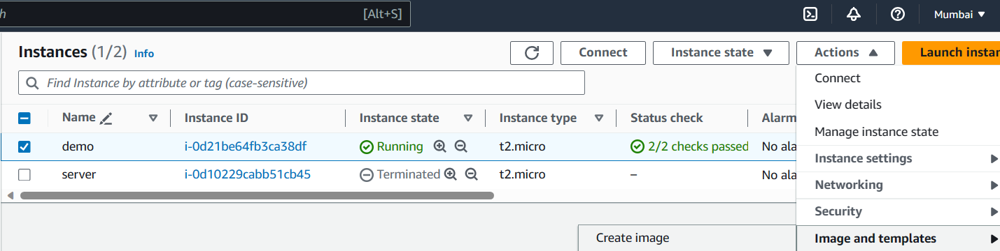 h [Alt+S] Mumbai
Instances (1/2) Info Connect Instance state Actions Launch instan
Find Instance by attribute or tag (case-sensitive)
Connect
View details
Manage instance state
Instance settings
Networking
Security
Image and templates
Create image
Name Instance ID Instance state Instance type Status check Alarm
demo i-0d21be64fb3ca38df Running t2.micro 2/2 checks passed No ala
server i-0d10229cabb51cb45 Terminated t2.micro – No ala